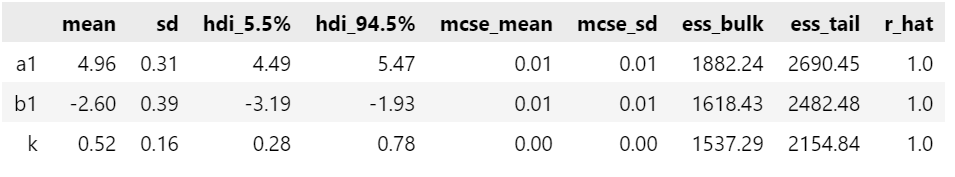 mean sd hdi_5.5% hdi_94.5% mcse_mean mcse_sd ess_bulk ess_tail r_hat
a1 4.96 0.31 4.49 5.47 0.01 0.01 1882.24 2690.45 1.0
b1 -2.60 0.39 -3.19 -1.93 0.01 0.01 1618.43 2482.48 1.0
k 0.52 0.16 0.28 0.78 0.00 0.00 1537.29 2154.84 1.0